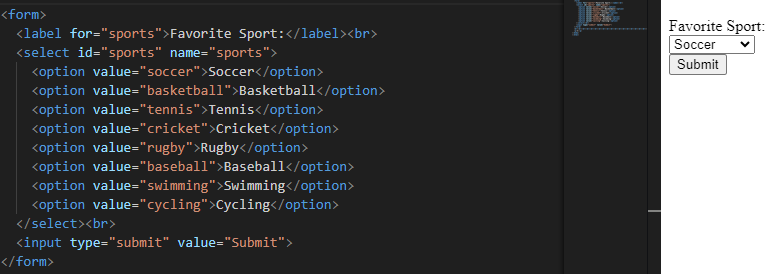 <form>
<label for="sports">Favorite Sport:</label><br>
<select id="sports" name="sports">
<option value="soccer">Soccer</option>
<option value="basketball">Basketball</option>
<option value="tennis">Tennis</option>
<option value="cricket">Cricket</option>
<option value="rugby">Rugby</option>
<option value="baseball">Baseball</option>
<option value="swimming">Swimming</option>
<option value="cycling">Cycling</option>
</select><br>
<input type="submit" value="Submit">
</form>
Favorite Sport:
Soccer
Submit